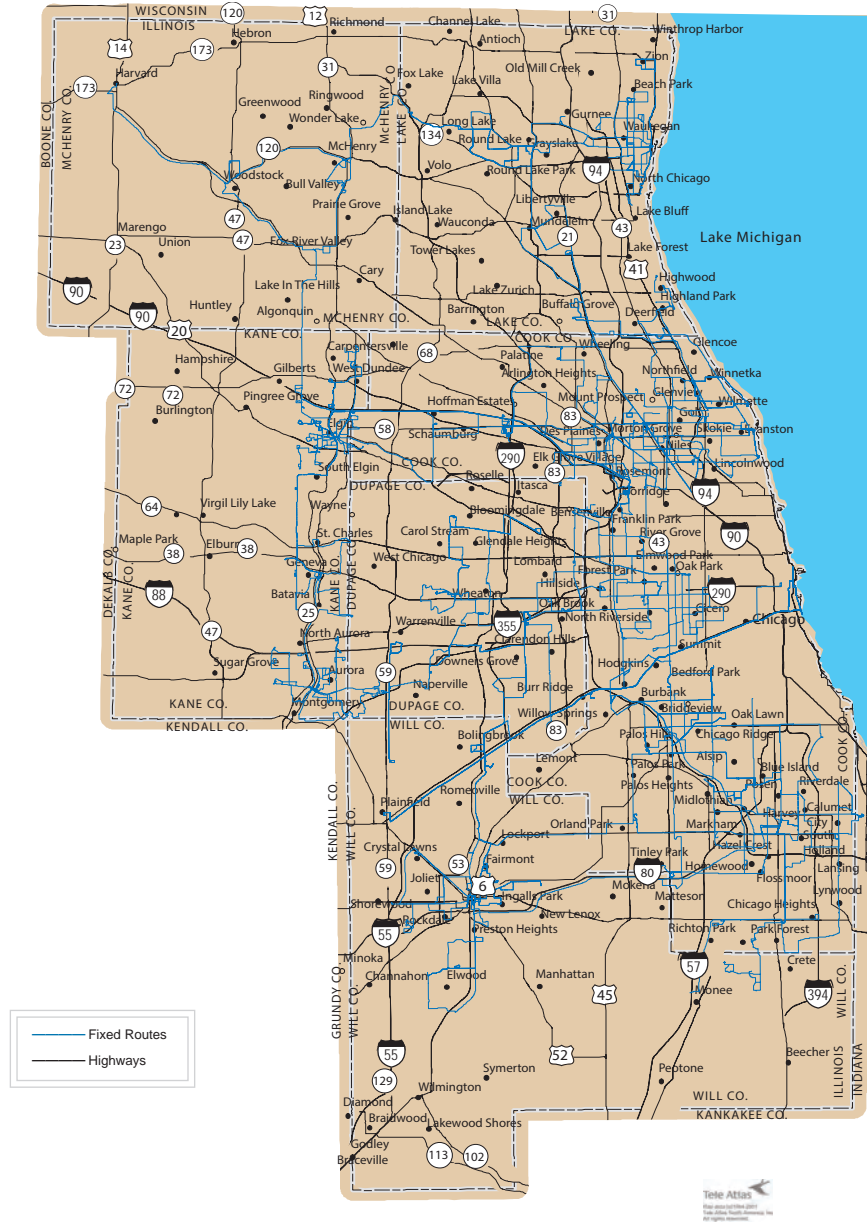 WISCONSIN
ILLINOIS
120
12
Richmond
Channel Lake
31
Winthrop Harbor
LAKE CO.
Hebron
Antioch
14
173
Zion
Old Mill Creek
31
Harvard
Fox Lake
Lake Villa
Beach Park
173
Ringwood
Greenwood
Gurnee
Wonder Lake
McHENRY CO.
LAKE CO.
134
Long Lake
Round Lake
Grayslake
Waukegan
BOONE CO.
MCHENRY CO.
120
McHenry
Volo
Round Lake Park
94
Woodstock
Bull Valley
North Chicago
Libertyville
47
Prairie Grove
Island Lake
Wauconda
Mundelein
43
Lake Bluff
Marengo
23
Union
47
Fox River Valley
21
Lake Michigan
Tower Lakes
Lake Forest
41
90
Cary
Highwood
Lake In The Hills
Lake Zurich
Highland Park
Huntley
Algonquin
Barrington
Buffalo Grove
Deerfield
90
20
MCHENRY CO.
KANE CO.
LAKE CO.
COOK CO.
Carpentersville
68
Palatine
Wheeling
Glencoe
Hampshire
Gilberts
West Dundee
Arlington Heights
Northfield
Winnetka
72
72
Pingree Grove
Burlington
Hoffman Estates
Mount Prospect
Glenview
Wilmette
83
Golf
Elgin
58
Schaumburg
Des Plaines
Morton Grove
Skokie
Evanston
Niles
COOK CO.
290
Elk Grove Village
83
Lincolnwood
South Elgin
DUPAGE CO.
Roselle
Itasca
Rosemont
Norridge
94
64
Virgil Lily Lake
Wayne
Bloomingdale
Bensenville
Franklin Park
Maple Park
38
Elburn
38
St. Charles
Carol Stream
Glendale Heights
River Grove
43
90
Elmwood Park
DEKALB CO.
KANE CO.
88
Geneva
West Chicago
Lombard
Oak Park
Forest Park
Hillside
290
Batavia
KANE CO.
DUPAGE CO.
Wheaton
Oak Brook
25
355
North Riverside
Cicero
Chicago
47
North Aurora
Warrenville
Clarendon Hills
Summit
Sugar Grove
Aurora
59
Downers Grove
Hodgkins
Bedford Park
Naperville
Burr Ridge
Burbank
KANE CO.
KENDALL CO.
Montgomery
DUPAGE CO.
WILL CO.
Willow Springs
83
Bridgeview
Oak Lawn
Bolingbrook
Palos Hills
Chicago Ridge
COOK CO.
Lemont
Palos Park
Alsip
Blue Island
COOK CO.
WILL CO.
Palos Heights
Posen
Riverdale
Romeoville
Midlothian
Calumet
City
Plainfield
Harvey
KENDALL CO.
WILL CO.
Orland Park
Markham
South
Holland
Lockport
Crystal Lawns
Hazel Crest
59
53
Fairmont
Tinley Park
Homewood
Lansing
80
Flossmoor
Joliet
6
Mokena
Lynwood
Shorewood
Ingalls Park
Matteson
Chicago Heights
Rockdale
New Lenox
55
Preston Heights
Richton Park
Park Forest
Minoka
57
Crete
GRUNDY CO.
WILL CO.
Channahon
Elwood
Manhattan
45
Monee
394
WILL CO.
Fixed Routes
Highways
55
52
Beecher
ILLINOIS
INDIANA
129
Symerton
Peotone
Wilmington
WILL CO.
KANKAKEE CO.
Diamond
Braidwood
Lakewood Shores
Godley
Braceville
113
102
Tele Atlas